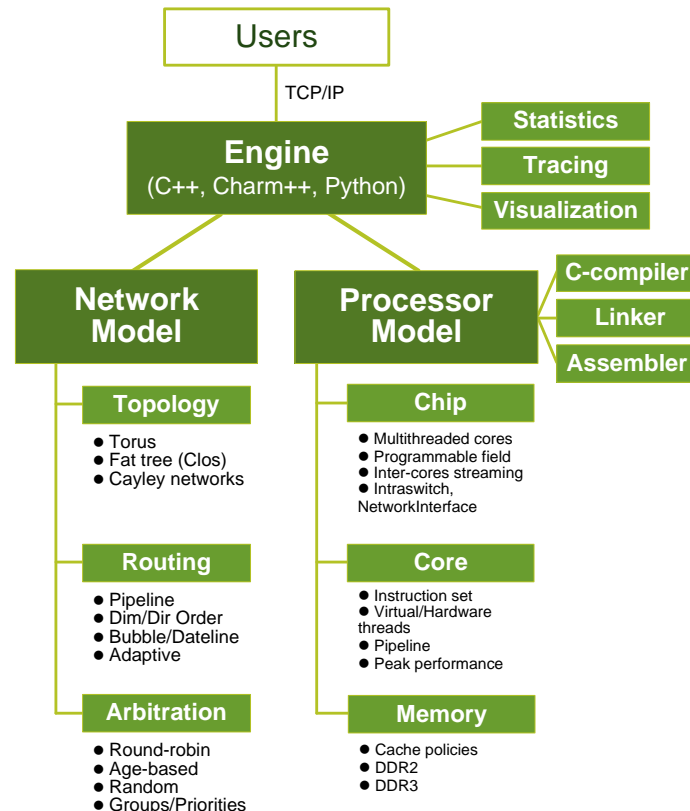 Users
TCP/IP
Engine
(C++, Charm++, Python)
Statistics
Tracing
Visualization
Network
Model
Processor
Model
C-compiler
Linker
Assembler
Topology
● Torus
● Fat tree (Clos)
● Cayley networks
Routing
● Pipeline
● Dim/Dir Order
● Bubble/Dateline
● Adaptive
Arbitration
● Round-robin
● Age-based
● Random
● Groups/Priorities
Chip
● Multithreaded cores
● Programmable field
● Inter-cores streaming
● Intraswitch,
NetworkInterface
Core
● Instruction set
● Virtual/Hardware
threads
● Pipeline
● Peak performance
Memory
● Cache policies
● DDR2
● DDR3